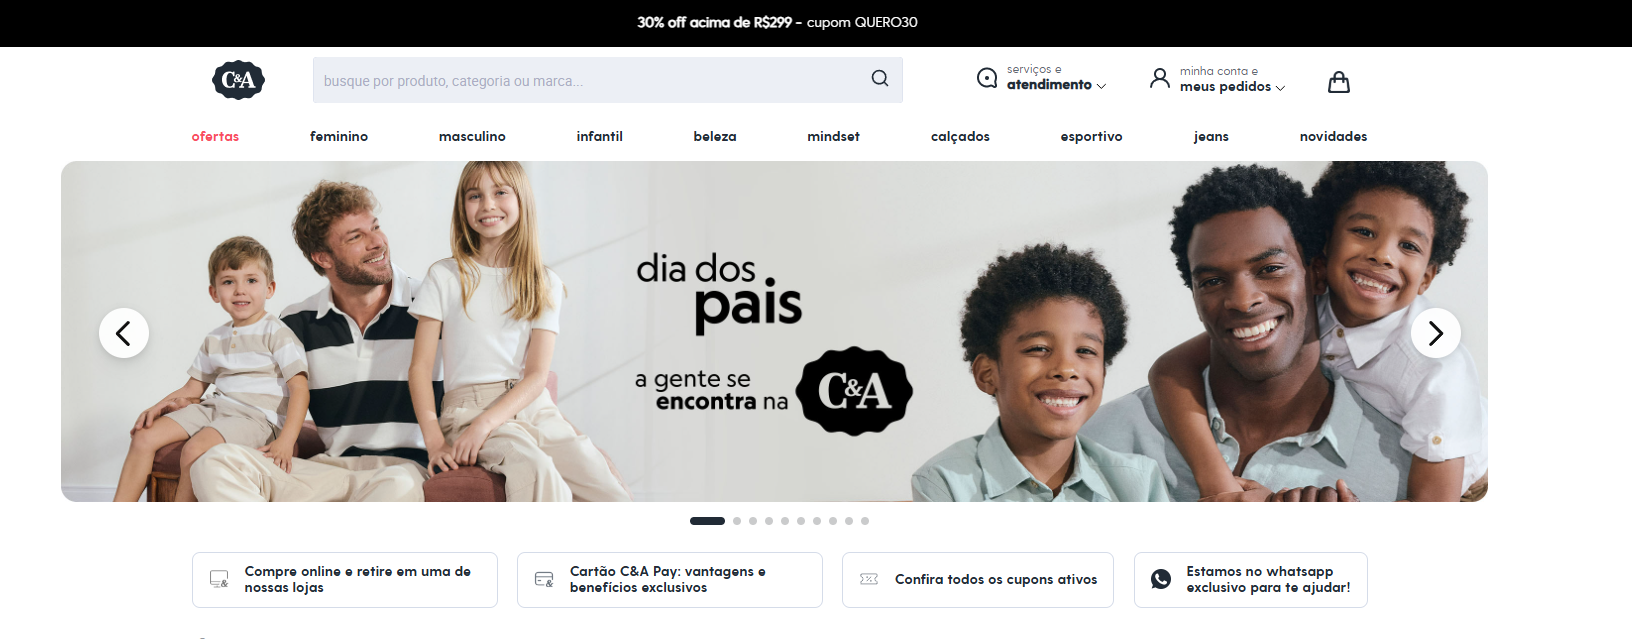 30% off acima de R$299 - cupom QUERO30
C&A
busque por produto, categoria ou marca...
serviços e
atendimento
minha conta e
meus pedidos
ofertas
feminino
masculino
infantil
beleza
mindset
calçados
esportivo
jeans
novidades
dia dos
pais
a gente se
encontra na
C&A
Compre online e retire em uma de
nossas lojas
Cartão C&A Pay: vantagens e
benefícios exclusivos
Confira todos os cupons ativos
Estamos no whatsapp
exclusivo para te ajudar!